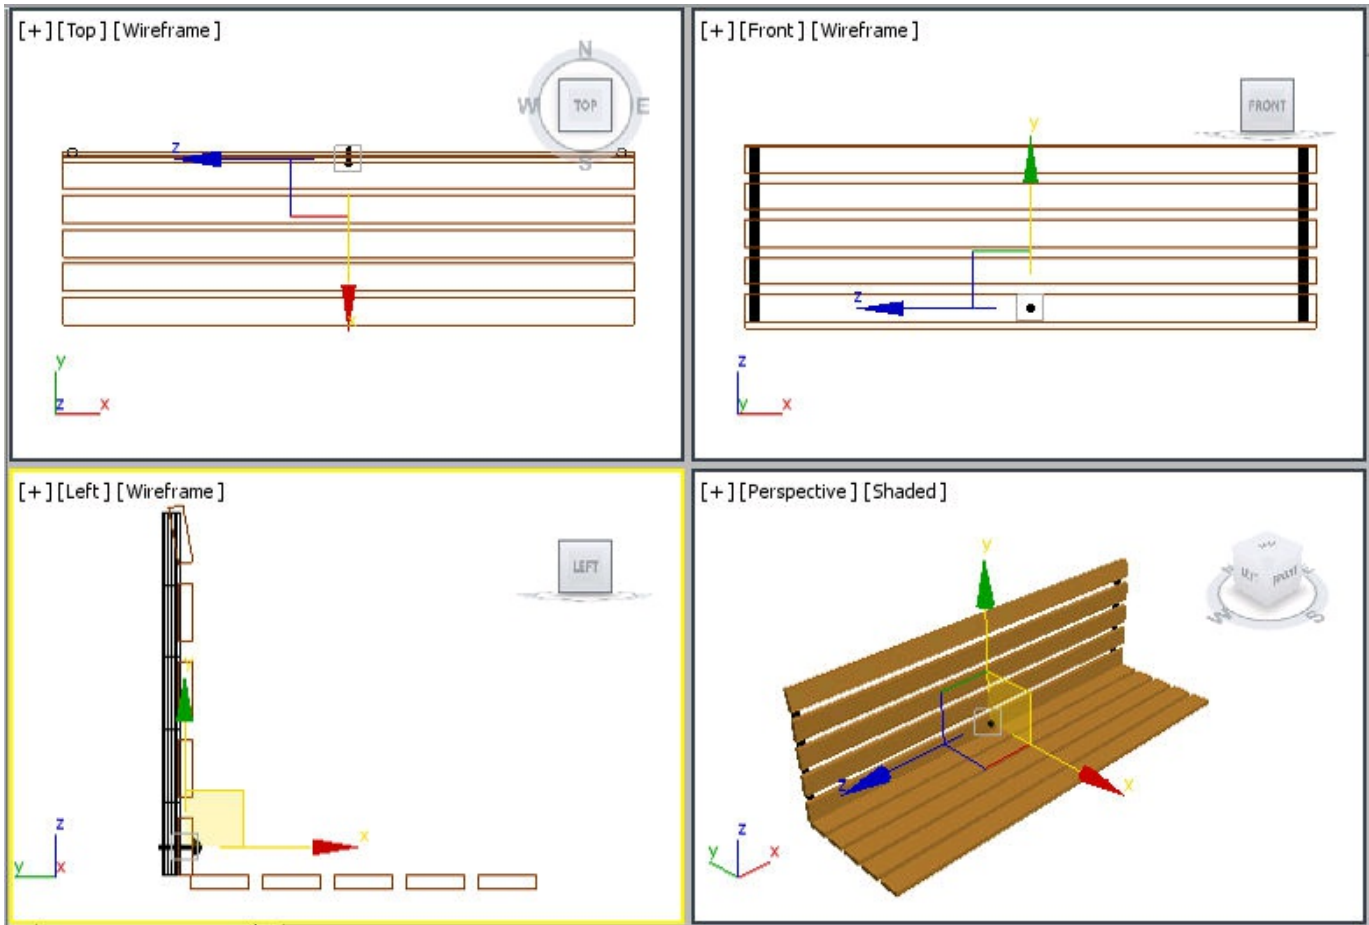 [+][Top][Wireframe]
N
W
TOP
E
S
z
x
y
z
x
[+][Front][Wireframe]
FRONT
y
z
z
y
x
[+][Left][Wireframe]
LEFT
y
x
z
y
x
[+][Perspective][Shaded]
W
S
y
z
x
z
y
x